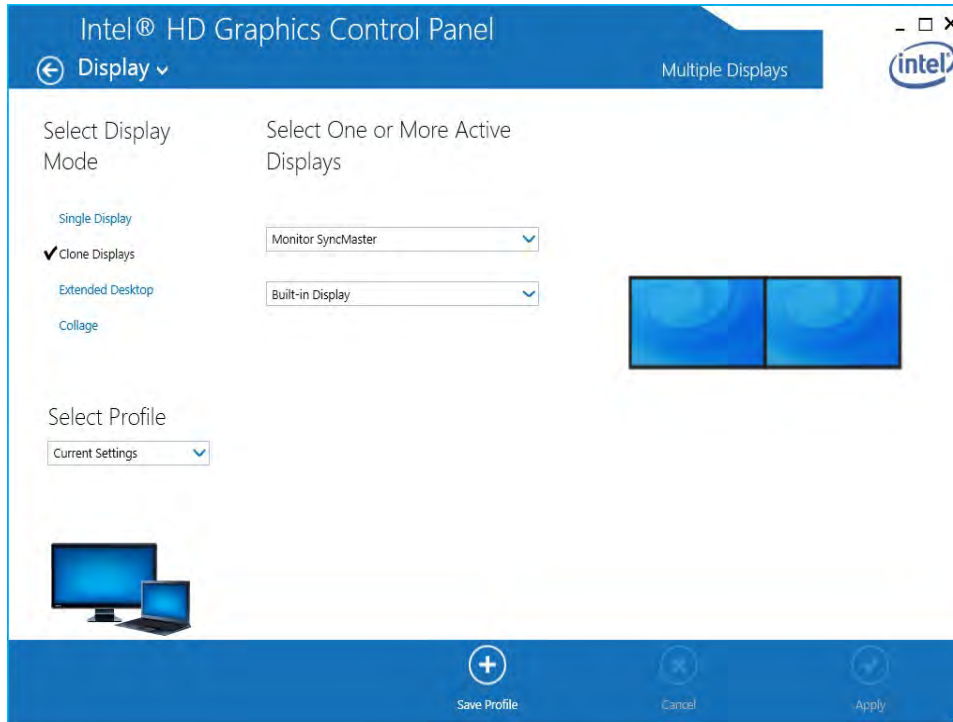 Intel® HD Graphics Control Panel
Display
Multiple Displays
intel
Select Display
Mode
Single Display
Clone Displays
Extended Desktop
Collage
Select One or More Active
Displays
Monitor SyncMaster
Built-in Display
Select Profile
Current Settings
Save Profile
Cancel
Apply